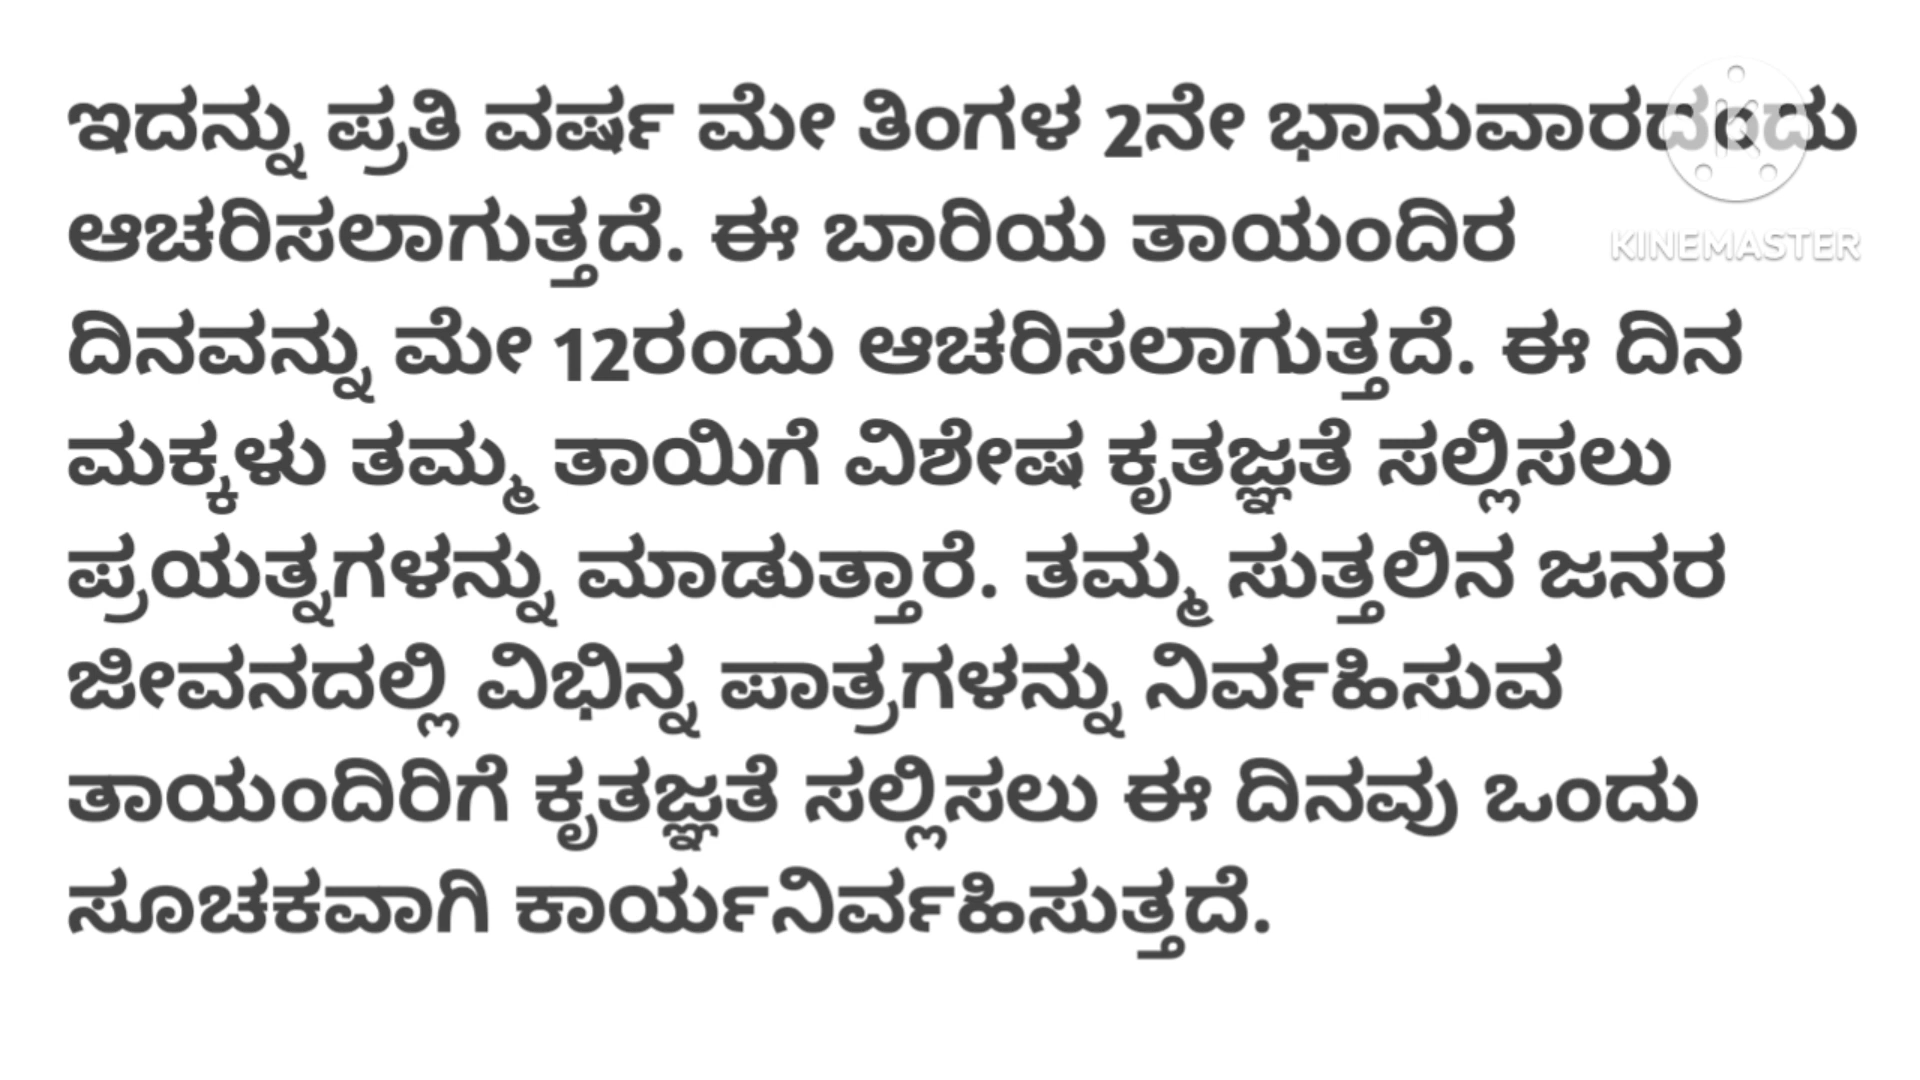 ಇದನ್ನು ಪ್ರತಿ ವರ್ಷ ಮೇ ತಿಂಗಳ 2ನೇ ಭಾನುವಾರದಂದು
ಆಚರಿಸಲಾಗುತ್ತದೆ. ಈ ಬಾರಿಯ ತಾಯಂದಿರ
KINEMASTER
ದಿನವನ್ನು ಮೇ 12ರಂದು ಆಚರಿಸಲಾಗುತ್ತದೆ. ಈ ದಿನ
ಮಕ್ಕಳು ತಮ್ಮ ತಾಯಿಗೆ ವಿಶೇಷ ಕೃತಜ್ಞತೆ ಸಲ್ಲಿಸಲು
ಪ್ರಯತ್ನಗಳನ್ನು ಮಾಡುತ್ತಾರೆ. ತಮ್ಮ ಸುತ್ತಲಿನ ಜನರ
ಜೀವನದಲ್ಲಿ ವಿಭಿನ್ನ ಪಾತ್ರಗಳನ್ನು ನಿರ್ವಹಿಸುವ
ತಾಯಂದಿರಿಗೆ ಕೃತಜ್ಞತೆ ಸಲ್ಲಿಸಲು ಈ ದಿನವು ಒಂದು
ಸೂಚಕವಾಗಿ ಕಾರ್ಯನಿರ್ವಹಿಸುತ್ತದೆ.